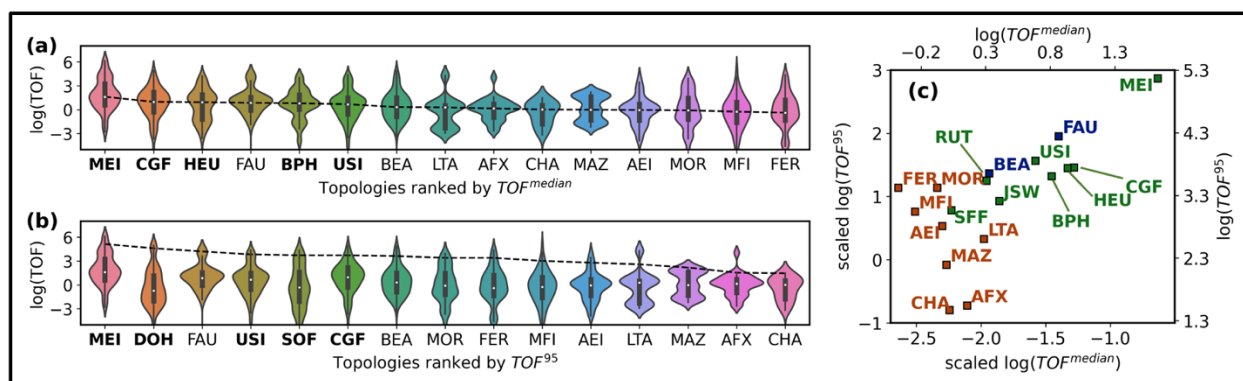 (a)
log(TOF)
6
3
0
−3
MEI CGF HEU FAU BPH USI BEA LTA AFX CHA MAZ AEI MOR MFI FER
Topologies ranked by TOF^median
(b)
log(TOF)
6
3
0
−3
MEI DOH FAU USI SOF CGF BEA MOR FER MFI AEI LTA MAZ AFX CHA
Topologies ranked by TOF^95
log(TOF^median)
−0.2 0.3 0.8 1.3
(c)
scaled log(TOF^95)
3
2
1
0
−1
5.3
4.3
3.3
2.3
1.3
log(TOF^95)
MEI
FAU
RUT
USI
BEA
CGF
FER
MOR
HEU
MFI
JSW
BPH
SFF
AEI
LTA
MAZ
CHA
AFX
−2.5 −2.0 −1.5 −1.0
scaled log(TOF^median)